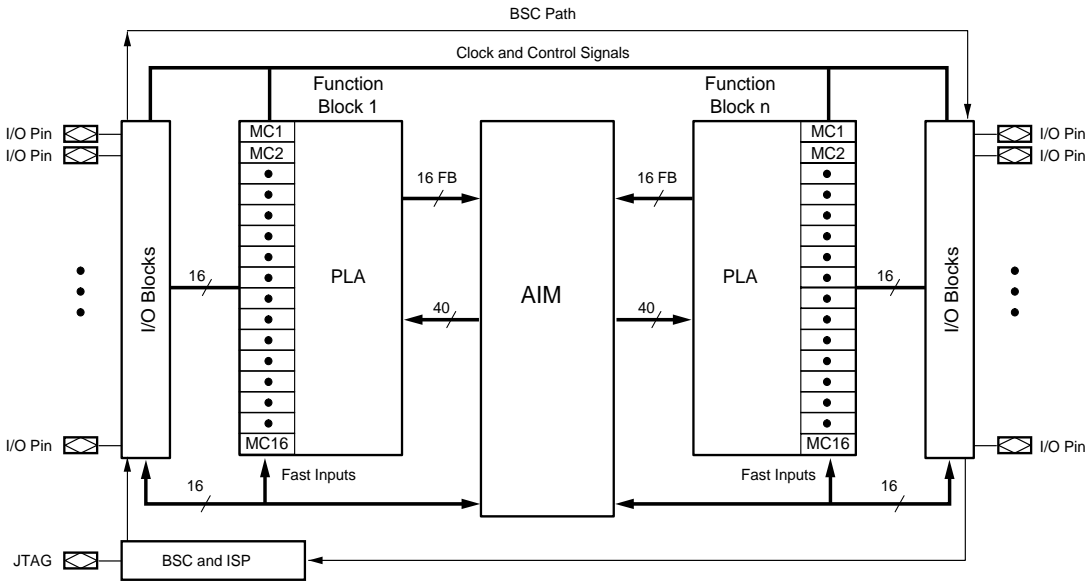 BSC Path
Clock and Control Signals
Function
Block 1
Function
Block n
I/O Pin
MC1
MC1
I/O Pin
I/O Pin
MC2
MC2
I/O Pin
16 FB
16 FB
I/O Blocks
16
PLA
AIM
PLA
16
I/O Blocks
40
40
I/O Pin
MC16
MC16
I/O Pin
16
Fast Inputs
Fast Inputs
16
JTAG
BSC and ISP